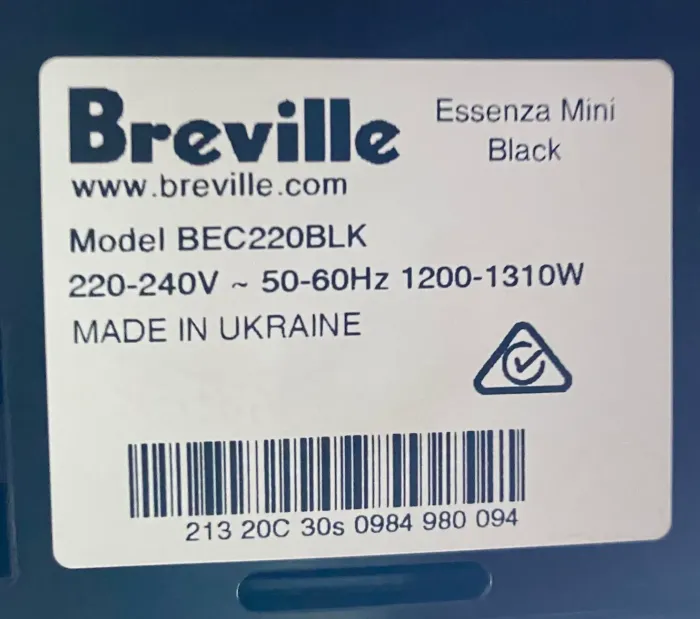 Breville
Essenza Mini
Black
www.breville.com
Model BEC220BLK
220-240V ~ 50-60Hz 1200-1310W
MADE IN UKRAINE
213 20C 30s 0984 980 094